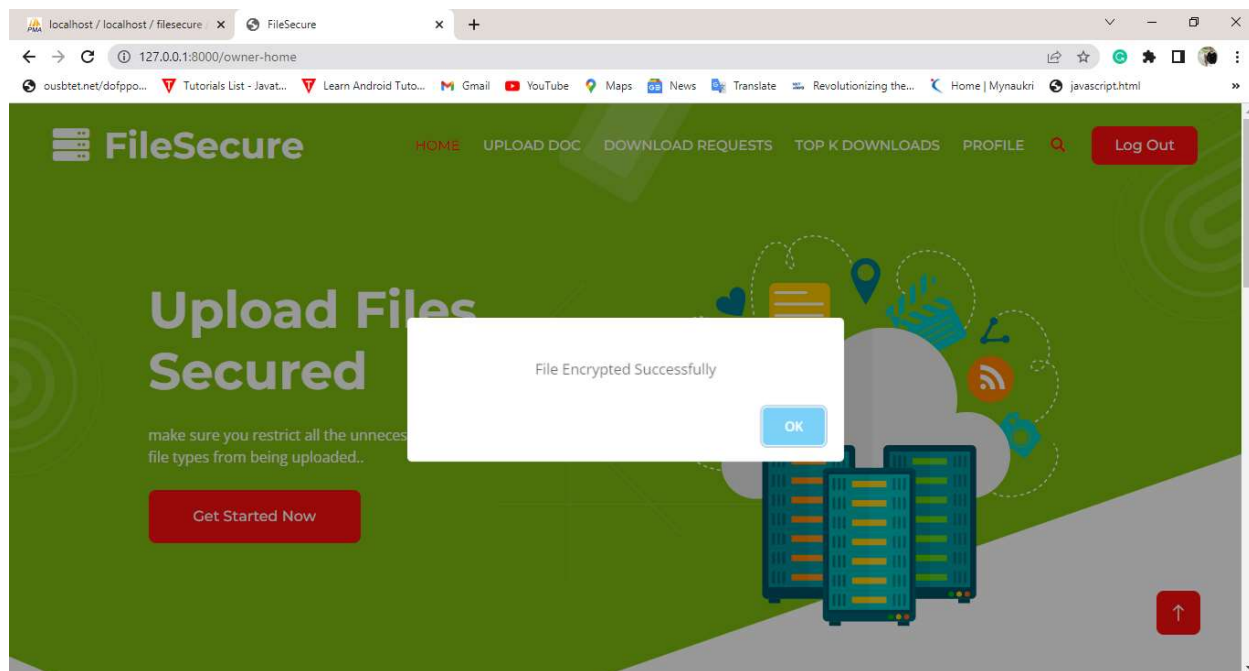 localhost / localhost / filesecure
FileSecure
127.0.0.1:8000/owner-home
ousbtet.net/dofppo... Tutorials List - Javat... Learn Android Tuto... Gmail YouTube Maps News Translate Revolutionizing the... Home | Mynaukri javascript.html »
FileSecure
HOME UPLOAD DOC DOWNLOAD REQUESTS TOP K DOWNLOADS PROFILE Log Out
Upload Files
Secured
File Encrypted Successfully
OK
make sure you restrict all the unneces
file types from being uploaded..
Get Started Now